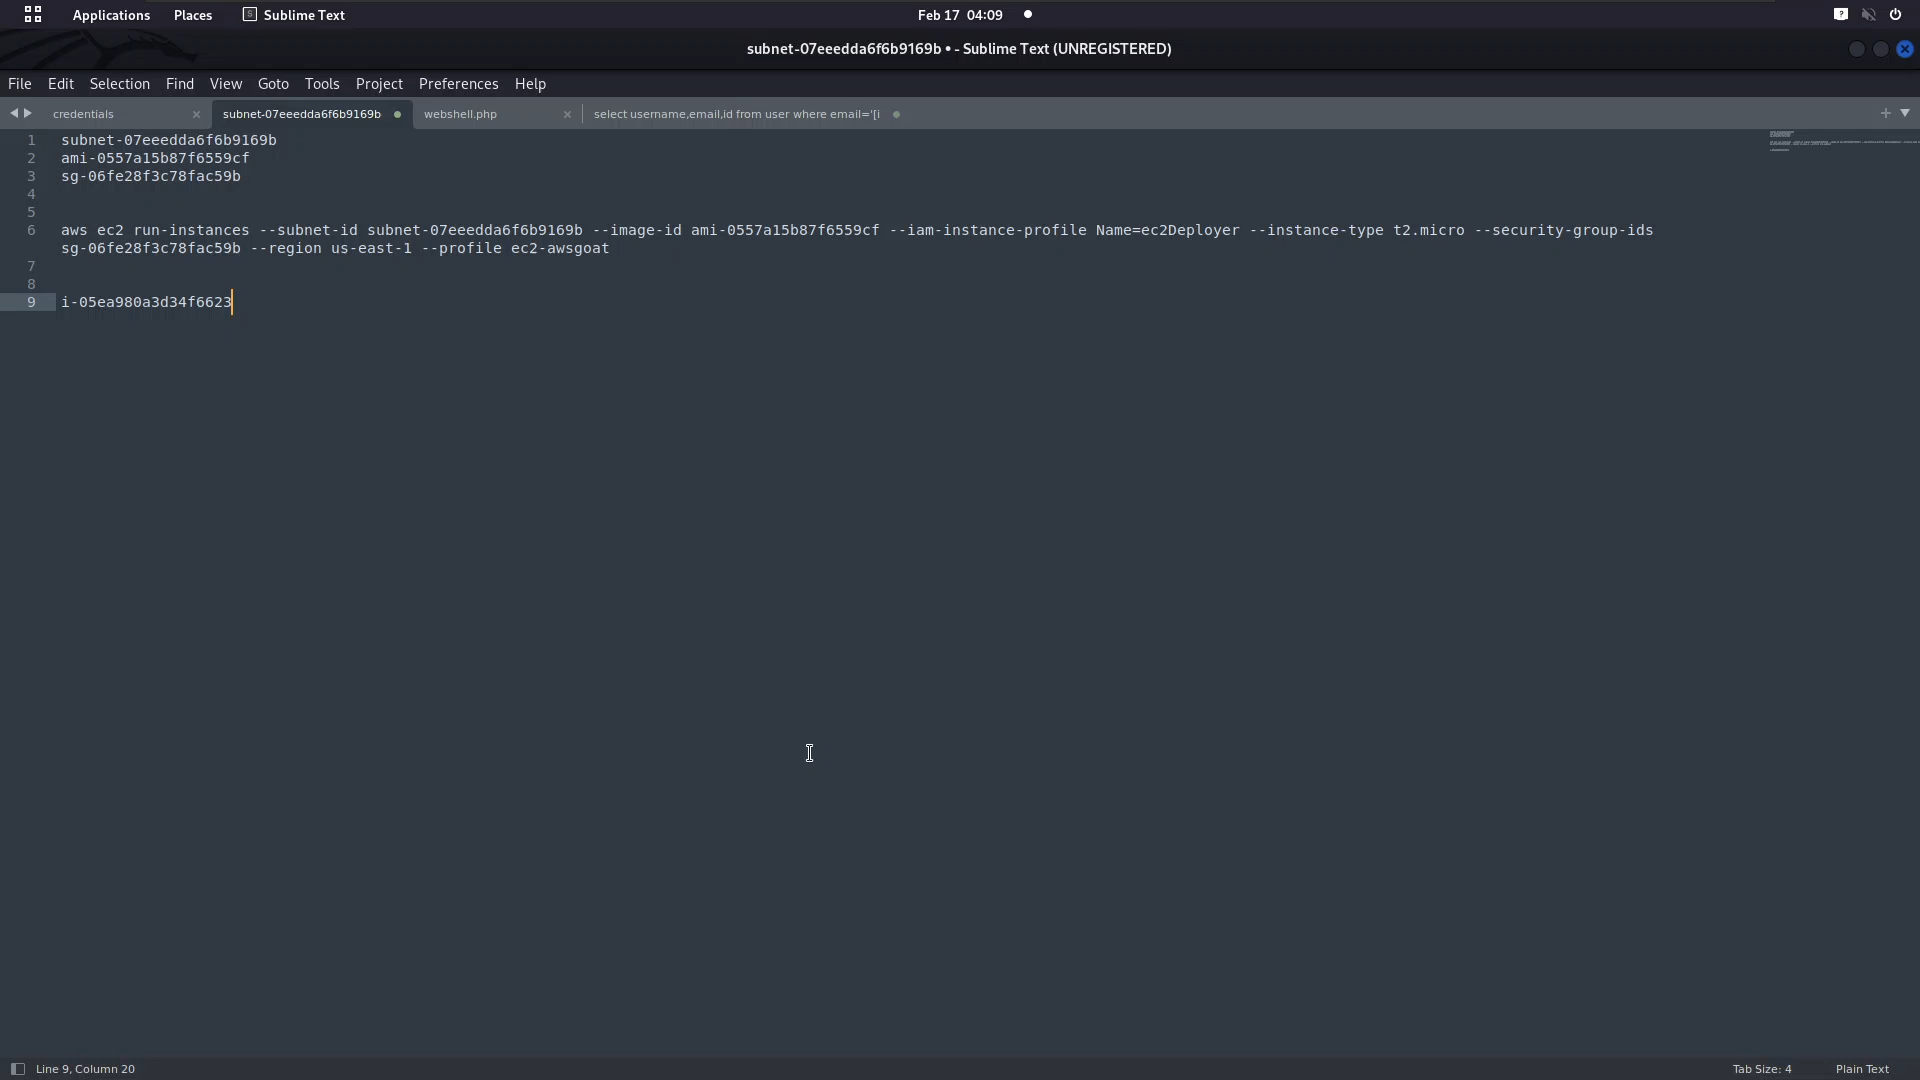 Applications Places Sublime Text Feb 17 04:09
subnet-07eeedda6f6b9169b • - Sublime Text (UNREGISTERED)
File Edit Selection Find View Goto Tools Project Preferences Help
credentials subnet-07eeedda6f6b9169b webshell.php select username,email,id from user where email='[i
1 subnet-07eeedda6f6b9169b
2 ami-0557a15b87f6559cf
3 sg-06fe28f3c78fac59b
4
5
6 aws ec2 run-instances --subnet-id subnet-07eeedda6f6b9169b --image-id ami-0557a15b87f6559cf --iam-instance-profile Name=ec2Deployer --instance-type t2.micro --security-group-ids
sg-06fe28f3c78fac59b --region us-east-1 --profile ec2-awsgoat
7
8
9 i-05ea980a3d34f6623
Line 9, Column 20 Tab Size: 4 Plain Text